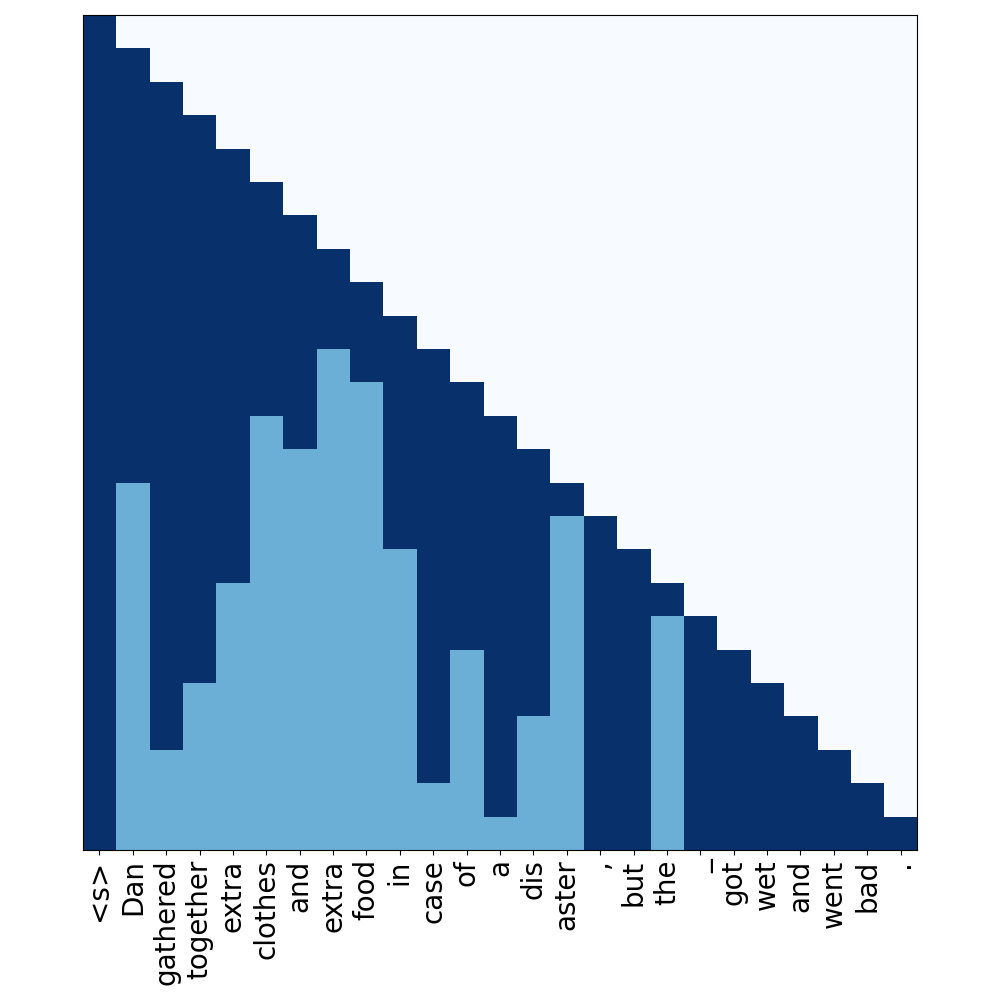 <s> Dan gathered together extra clothes and extra food in case of a dis aster , but the _ got wet and went bad .